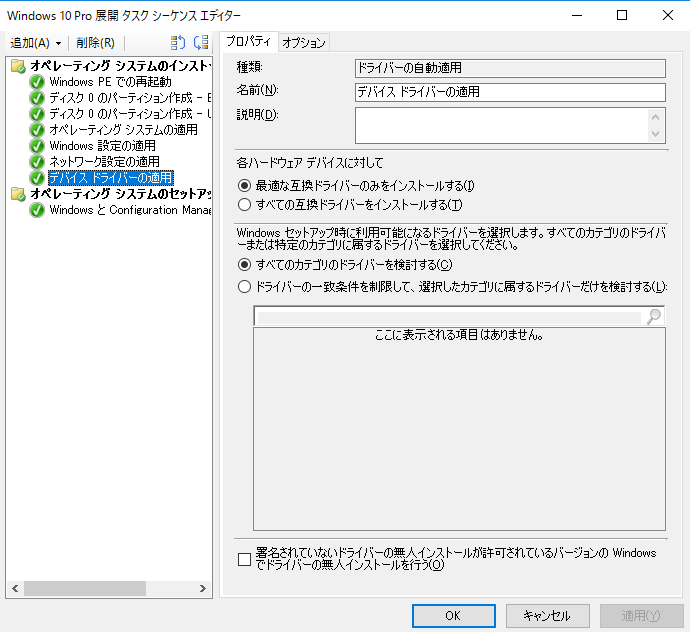 Windows 10 Pro 展開 タスク シーケンス エディター
追加(A)
削除(R)
オペレーティング システムのインスト
Windows PE での再起動
ディスク 0 のパーティション作成 - E
ディスク 0 のパーティション作成 - U
オペレーティング システムの適用
Windows 設定の適用
ネットワーク設定の適用
デバイス ドライバーの適用
オペレーティング システムのセットアッ
Windows と Configuration Mana
プロパティ
オプション
種類:
ドライバーの自動適用
名前(N):
デバイス ドライバーの適用
説明(D):
各ハードウェア デバイスに対して
最適な互換ドライバーのみをインストールする(I)
すべての互換ドライバーをインストールする(T)
Windows セットアップ時に利用可能になるドライバーを選択します。すべてのカテゴリのドライバ
ーまたは特定のカテゴリに属するドライバーを選択してください。
すべてのカテゴリのドライバーを検討する(C)
ドライバーの一致条件を制限して、選択したカテゴリに属するドライバーだけを検討する(L):
ここに表示される項目はありません。
署名されていないドライバーの無人インストールが許可されているバージョンの Windows
でドライバーの無人インストールを行う(O)
OK
キャンセル
適用(Y)